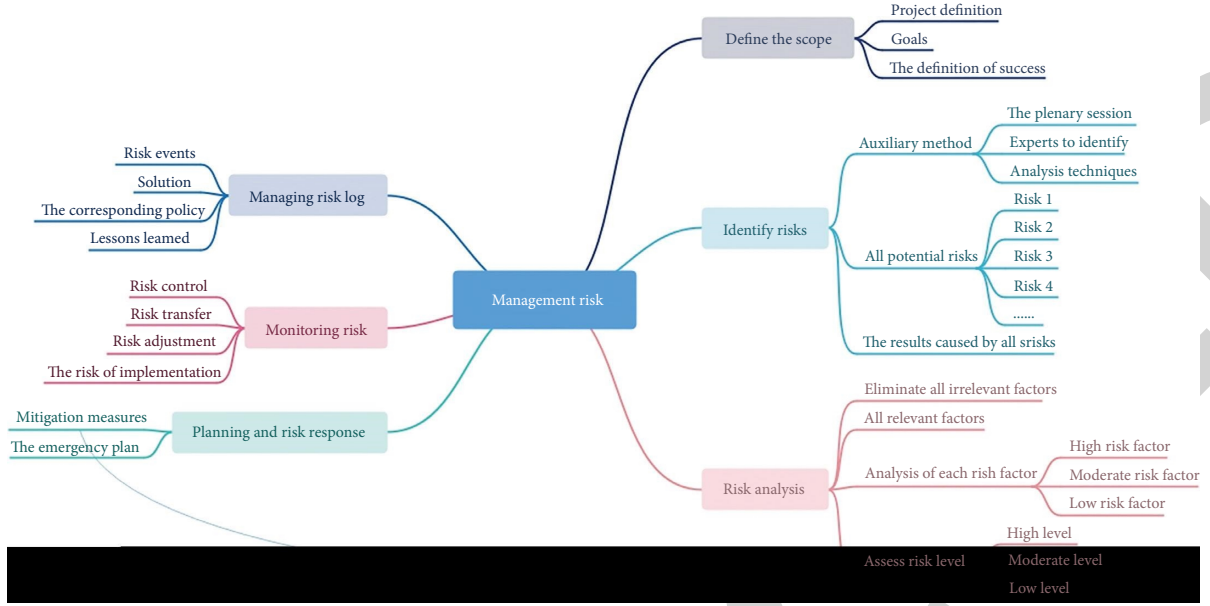 Management risk
Define the scope
Project definition
Goals
The definition of success
Identify risks
Auxiliary method
The plenary session
Experts to identify
Analysis techniques
All potential risks
Risk 1
Risk 2
Risk 3
Risk 4
......
The results caused by all srisks
Risk analysis
Eliminate all irrelevant factors
All relevant factors
Analysis of each rish factor
High risk factor
Moderate risk factor
Low risk factor
Assess risk level
High level
Moderate level
Low level
Managing risk log
Risk events
Solution
The corresponding policy
Lessons leamed
Monitoring risk
Risk control
Risk transfer
Risk adjustment
The risk of implementation
Planning and risk response
Mitigation measures
The emergency plan